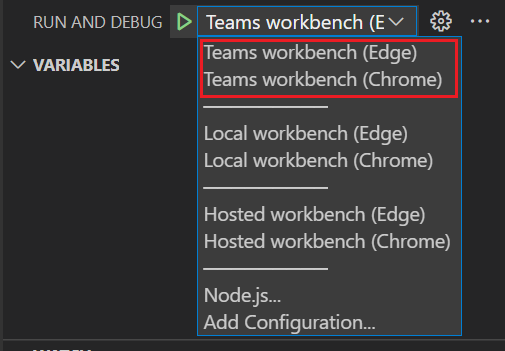 RUN AND DEBUG
Teams workbench (E
Teams workbench (Edge)
Teams workbench (Chrome)
VARIABLES
Local workbench (Edge)
Local workbench (Chrome)
Hosted workbench (Edge)
Hosted workbench (Chrome)
Node.js...
Add Configuration...